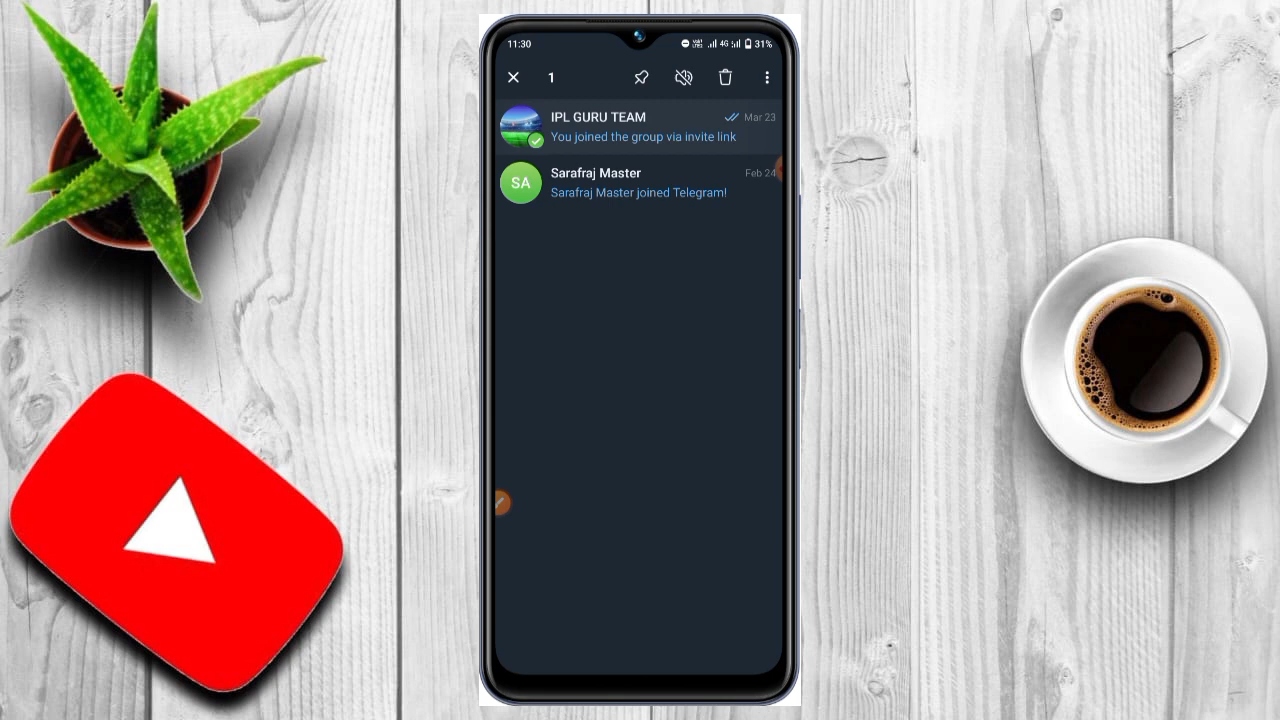 11:30
4G
31%
1
IPL GURU TEAM
Mar 23
You joined the group via invite link
SA
Sarafraj Master
Feb 24
Sarafraj Master joined Telegram!